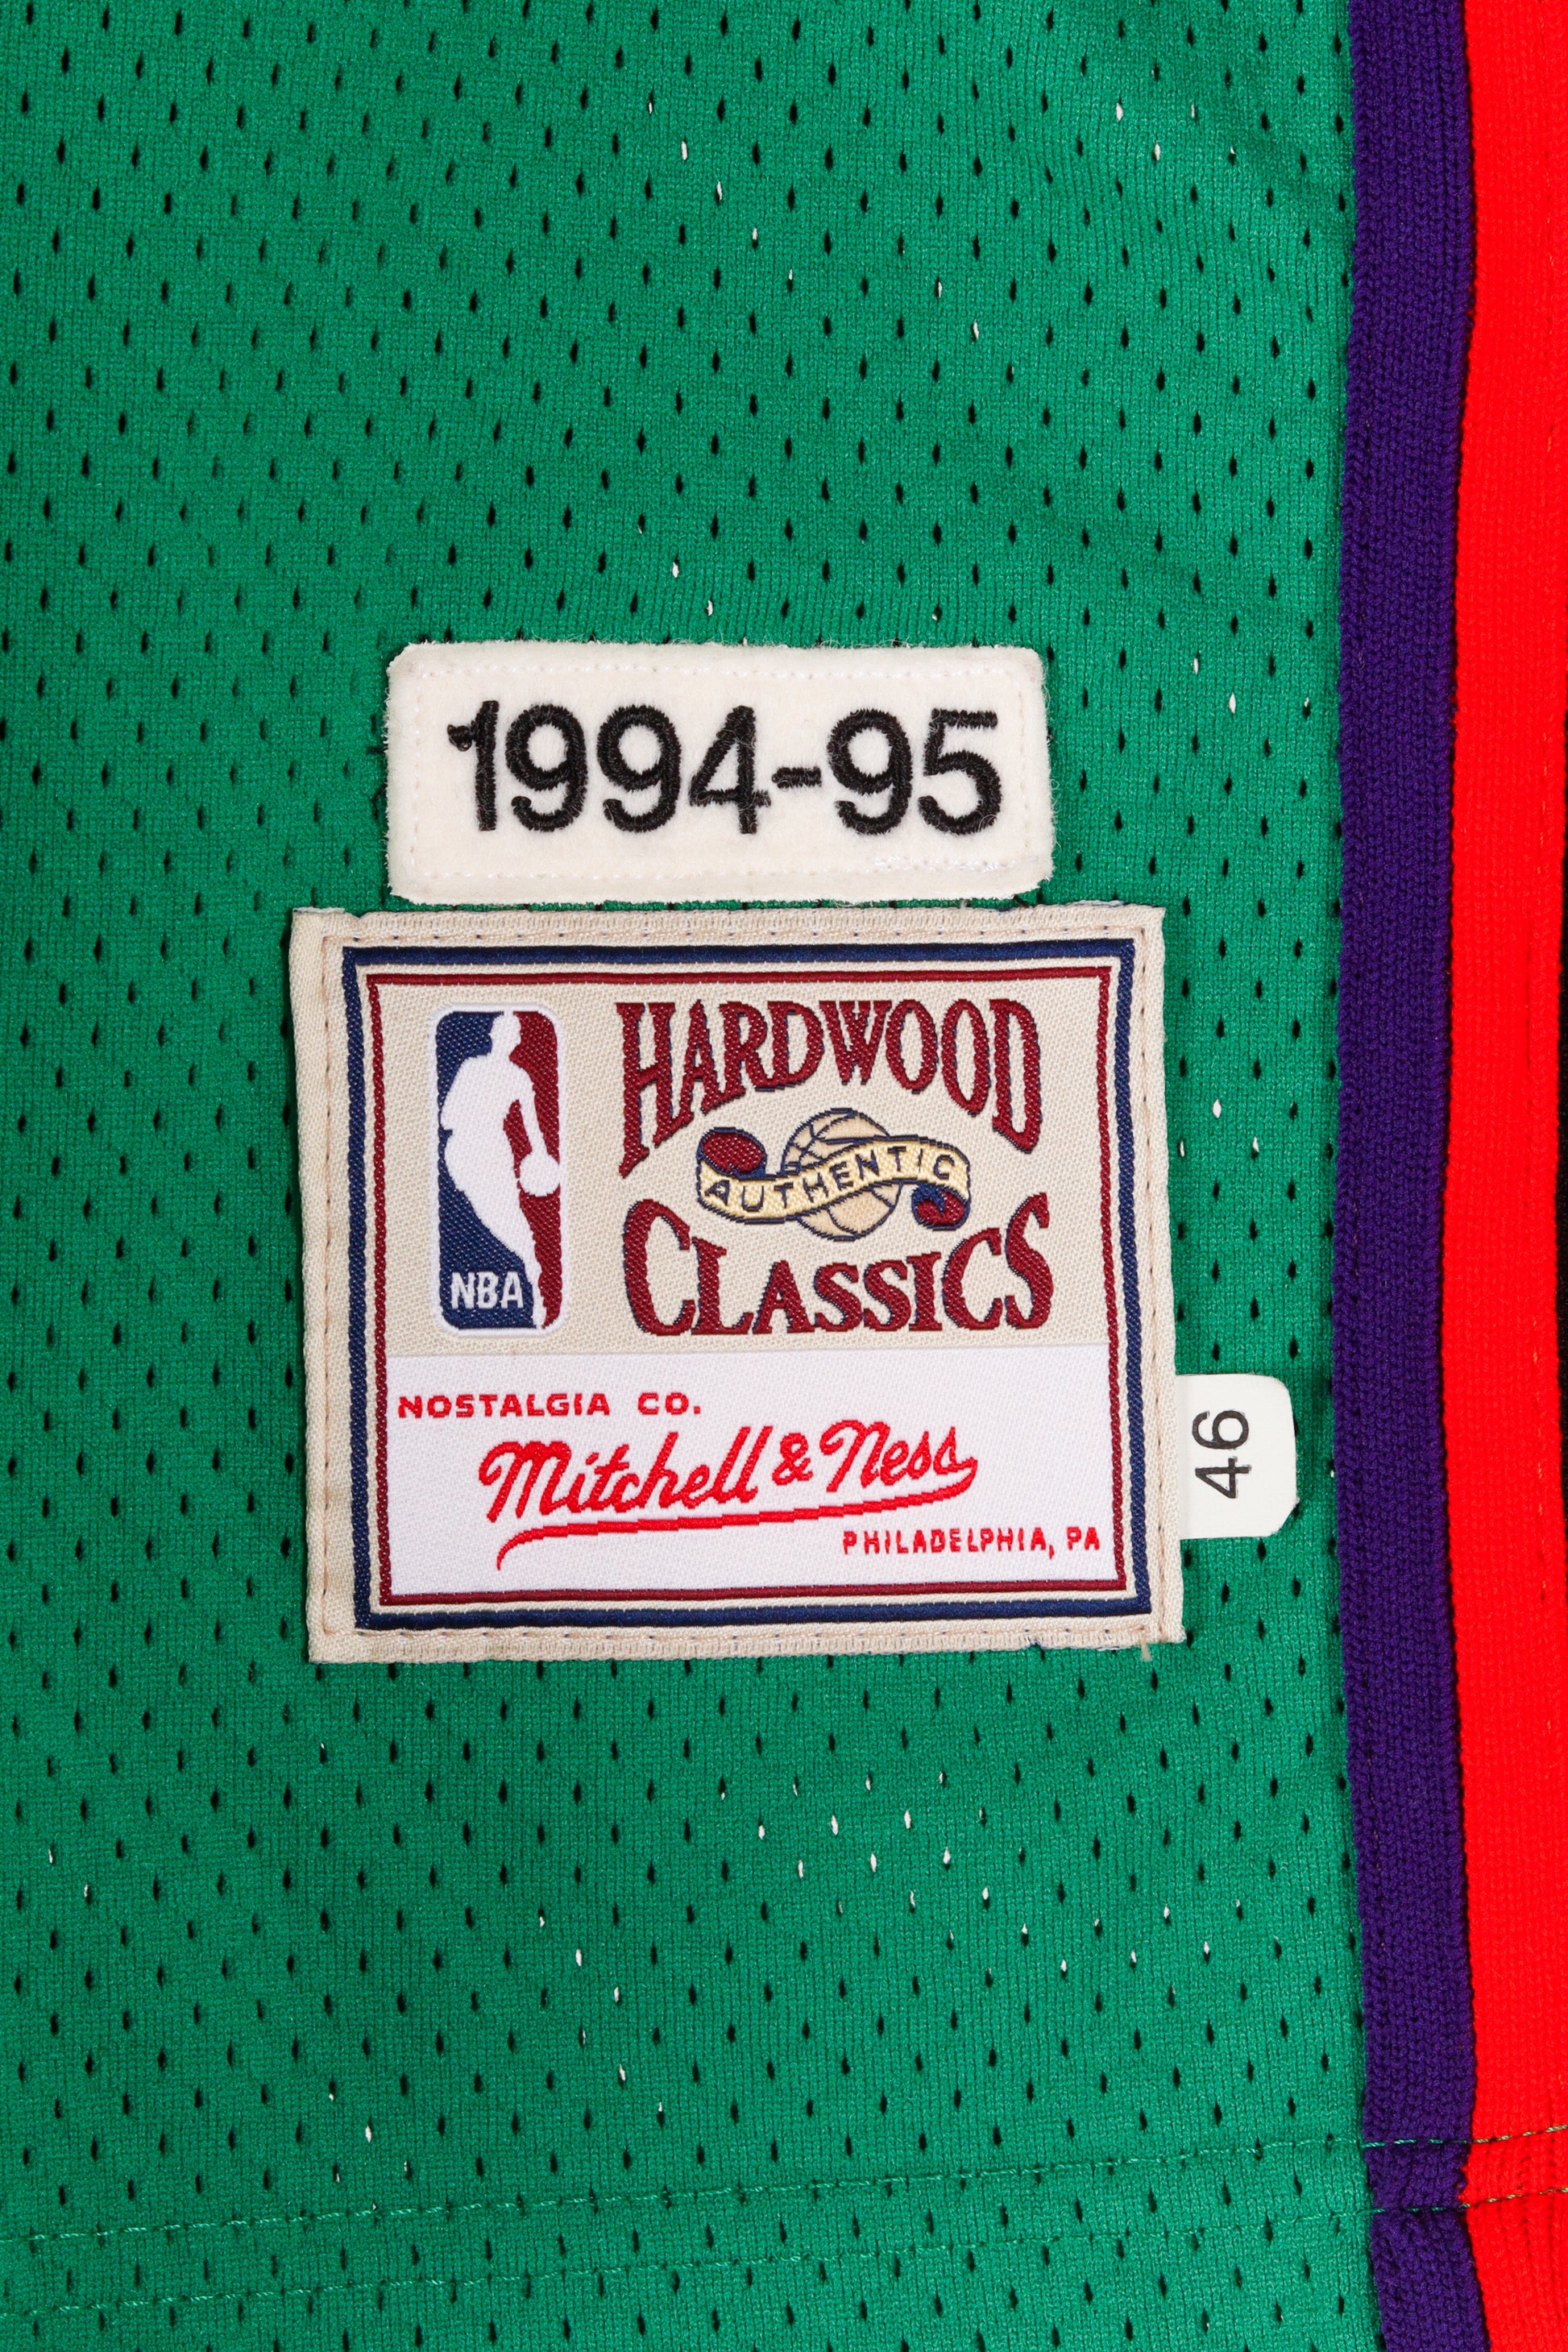 1994-95
HARDWOOD
AUTHENTIC
CLASSICS
NBA
NOSTALGIA CO.
Mitchell & Ness
PHILADELPHIA, PA
46